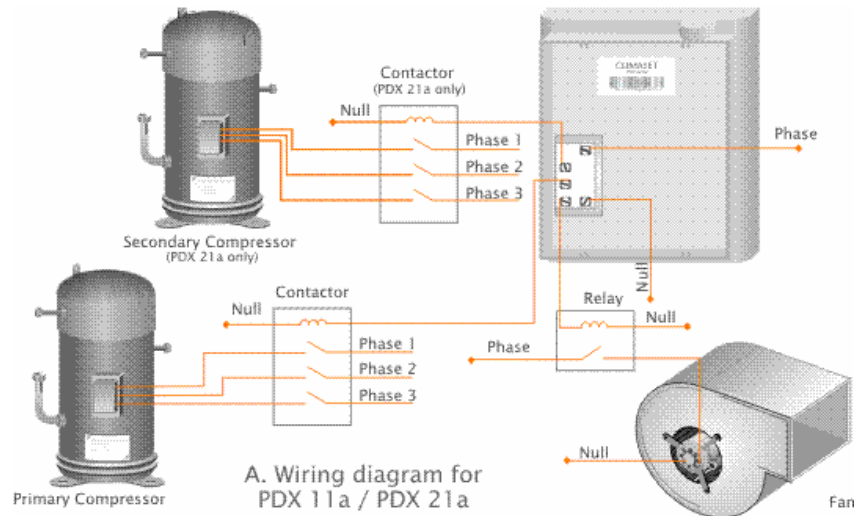 Contactor
(PDX 21a only)
Null
Phase 1
Phase 2
Phase 3
CLIMASET
Phase
Secondary Compressor
(PDX 21a only)
Null
Contactor
Null
Phase 1
Phase 2
Phase 3
Relay
Null
Phase
Null
A. Wiring diagram for
PDX 11a / PDX 21a
Primary Compressor
Fan